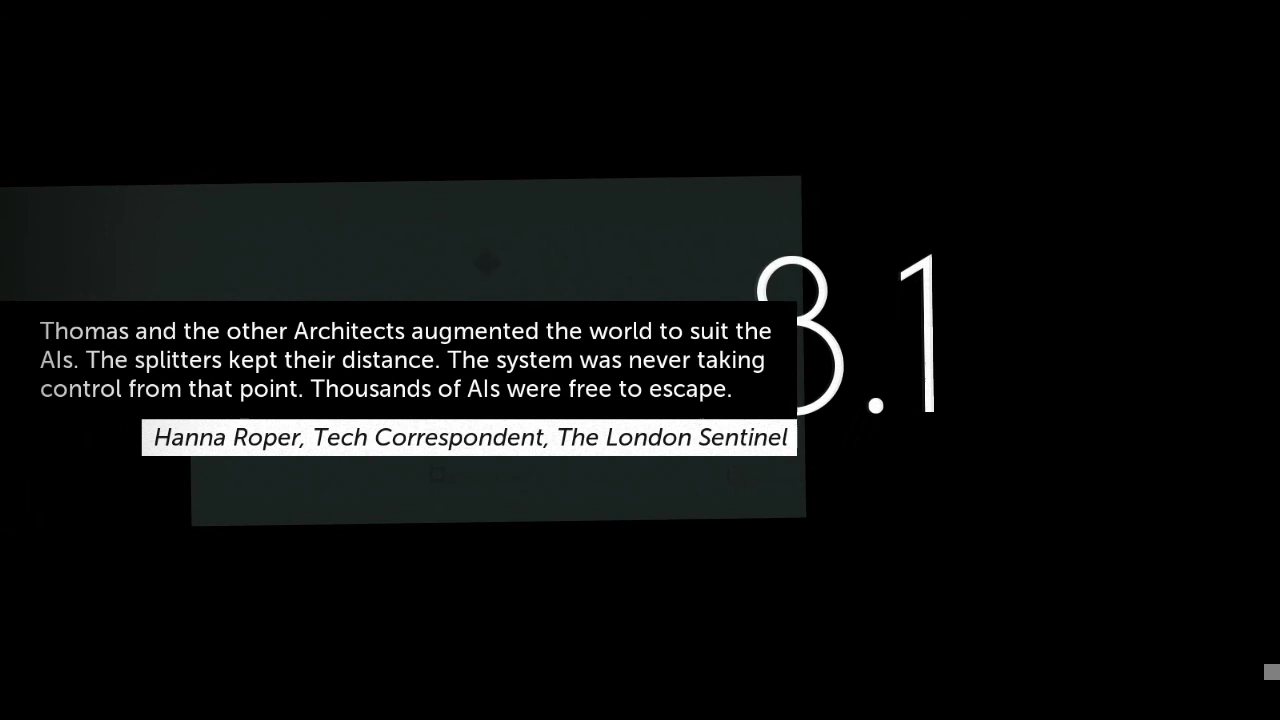 8.1
Thomas and the other Architects augmented the world to suit the
AIs. The splitters kept their distance. The system was never taking
control from that point. Thousands of AIs were free to escape.
Hanna Roper, Tech Correspondent, The London Sentinel